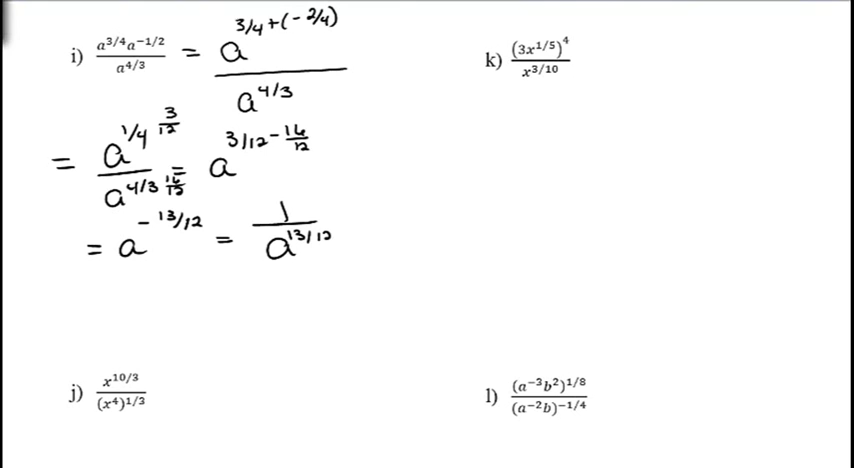 i) a^{3/4}a^{-1/2} / a^{4/3} = a^{3/4+(-2/4)} / a^{4/3}
= a^{1/4} 3/12 / a^{4/3} 16/12 = a^{3/12 - 16/12}
= a^{-13/12} = 1 / a^{13/12}
j) x^{10/3} / (x^4)^{1/3}
k) (3x^{1/5})^4 / x^{3/10}
l) (a^{-3}b^2)^{1/8} / (a^{-2}b)^{-1/4}